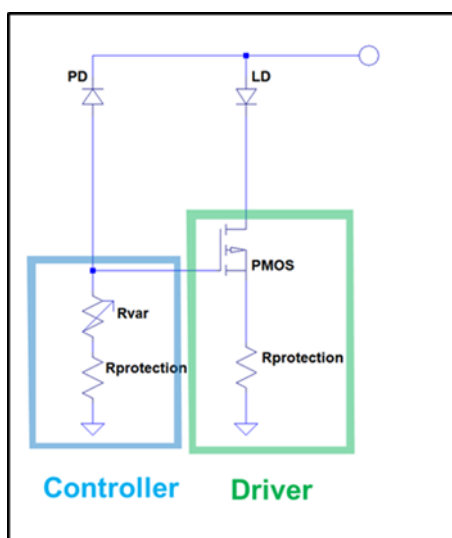 PD
LD
PMOS
Rvar
Rprotection
Rprotection
Controller
Driver